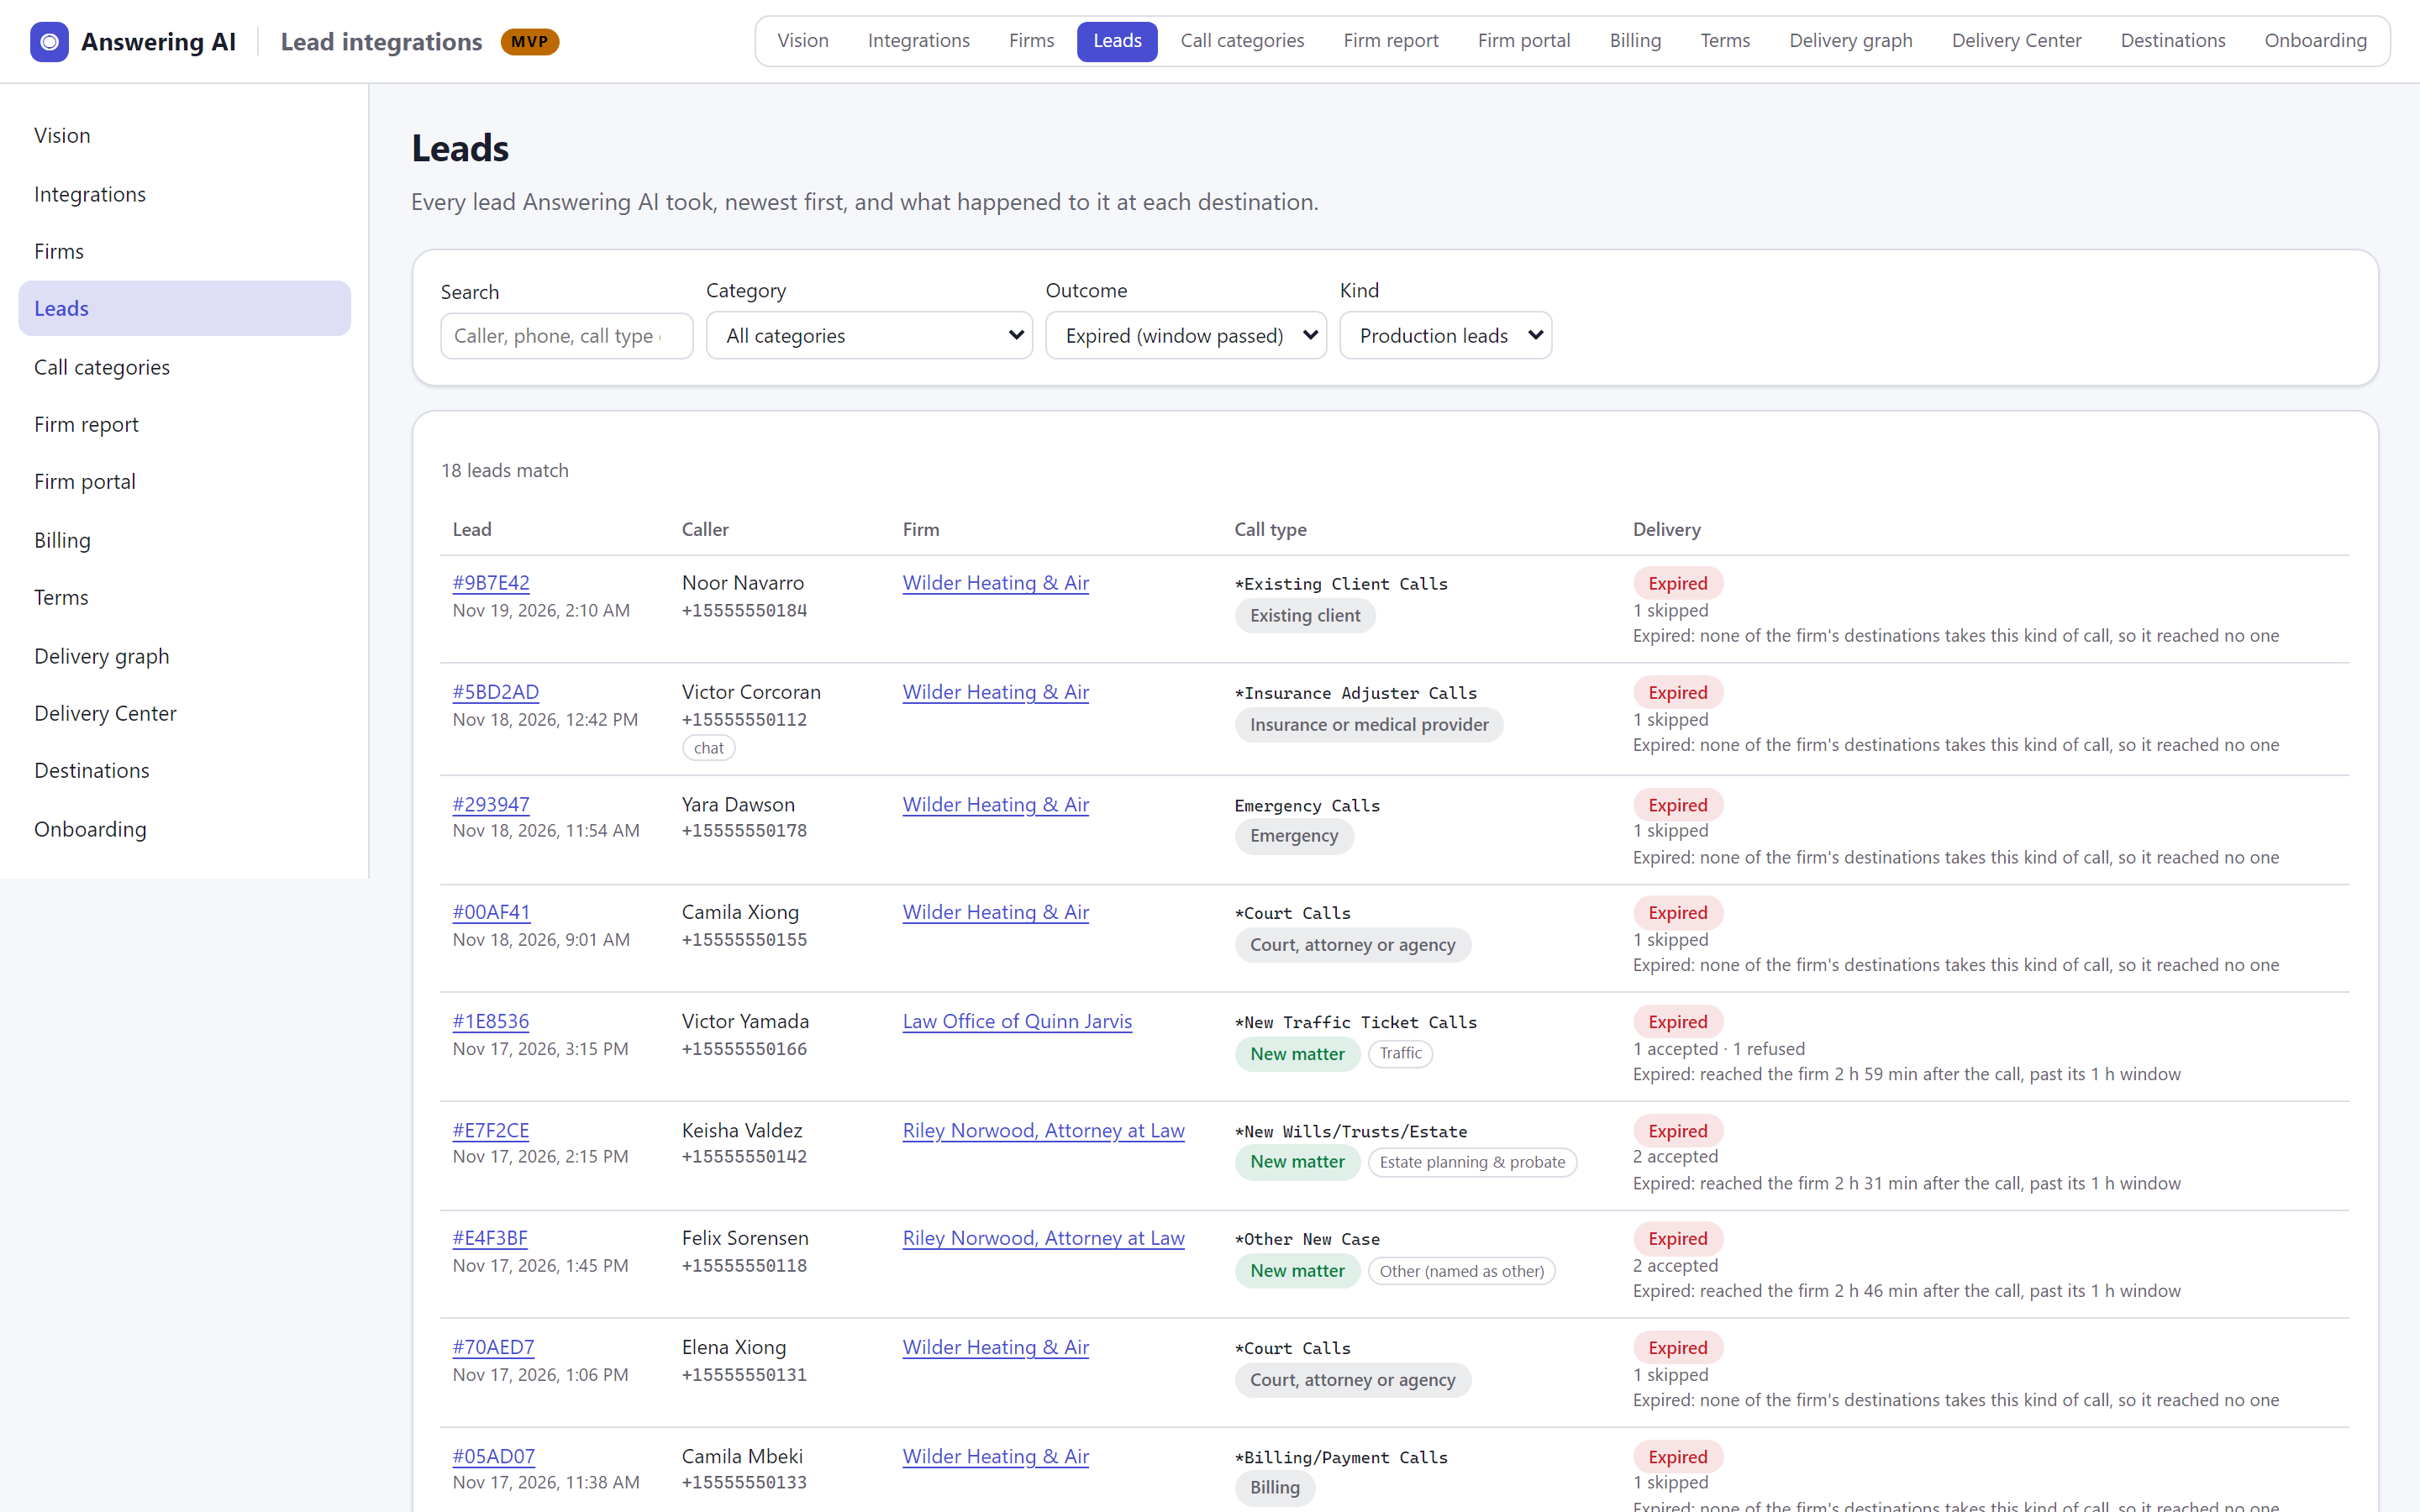 Answering AI
Lead integrations
MVP
Vision
Integrations
Firms
Leads
Call categories
Firm report
Firm portal
Billing
Terms
Delivery graph
Delivery Center
Destinations
Onboarding
Vision
Integrations
Firms
Leads
Call categories
Firm report
Firm portal
Billing
Terms
Delivery graph
Delivery Center
Destinations
Onboarding
Leads
Every lead Answering AI took, newest first, and what happened to it at each destination.
Search
Caller, phone, call type
Category
All categories
Outcome
Expired (window passed)
Kind
Production leads
18 leads match
Lead Caller Firm Call type Delivery
#9B7E42
Nov 19, 2026, 2:10 AM
Noor Navarro
+15555550184
Wilder Heating & Air
*Existing Client Calls
Existing client
Expired
1 skipped
Expired: none of the firm's destinations takes this kind of call, so it reached no one
#5BD2AD
Nov 18, 2026, 12:42 PM
Victor Corcoran
+15555550112
chat
Wilder Heating & Air
*Insurance Adjuster Calls
Insurance or medical provider
Expired
1 skipped
Expired: none of the firm's destinations takes this kind of call, so it reached no one
#293947
Nov 18, 2026, 11:54 AM
Yara Dawson
+15555550178
Wilder Heating & Air
Emergency Calls
Emergency
Expired
1 skipped
Expired: none of the firm's destinations takes this kind of call, so it reached no one
#00AF41
Nov 18, 2026, 9:01 AM
Camila Xiong
+15555550155
Wilder Heating & Air
*Court Calls
Court, attorney or agency
Expired
1 skipped
Expired: none of the firm's destinations takes this kind of call, so it reached no one
#1E8536
Nov 17, 2026, 3:15 PM
Victor Yamada
+15555550166
Law Office of Quinn Jarvis
*New Traffic Ticket Calls
New matter
Traffic
Expired
1 accepted · 1 refused
Expired: reached the firm 2 h 59 min after the call, past its 1 h window
#E7F2CE
Nov 17, 2026, 2:15 PM
Keisha Valdez
+15555550142
Riley Norwood, Attorney at Law
*New Wills/Trusts/Estate
New matter
Estate planning & probate
Expired
2 accepted
Expired: reached the firm 2 h 31 min after the call, past its 1 h window
#E4F3BF
Nov 17, 2026, 1:45 PM
Felix Sorensen
+15555550118
Riley Norwood, Attorney at Law
*Other New Case
New matter
Other (named as other)
Expired
2 accepted
Expired: reached the firm 2 h 46 min after the call, past its 1 h window
#70AED7
Nov 17, 2026, 1:06 PM
Elena Xiong
+15555550131
Wilder Heating & Air
*Court Calls
Court, attorney or agency
Expired
1 skipped
Expired: none of the firm's destinations takes this kind of call, so it reached no one
#05AD07
Nov 17, 2026, 11:38 AM
Camila Mbeki
+15555550133
Wilder Heating & Air
*Billing/Payment Calls
Billing
Expired
1 skipped
Expired: none of the firm's destinations takes this kind of call, so it reached no one